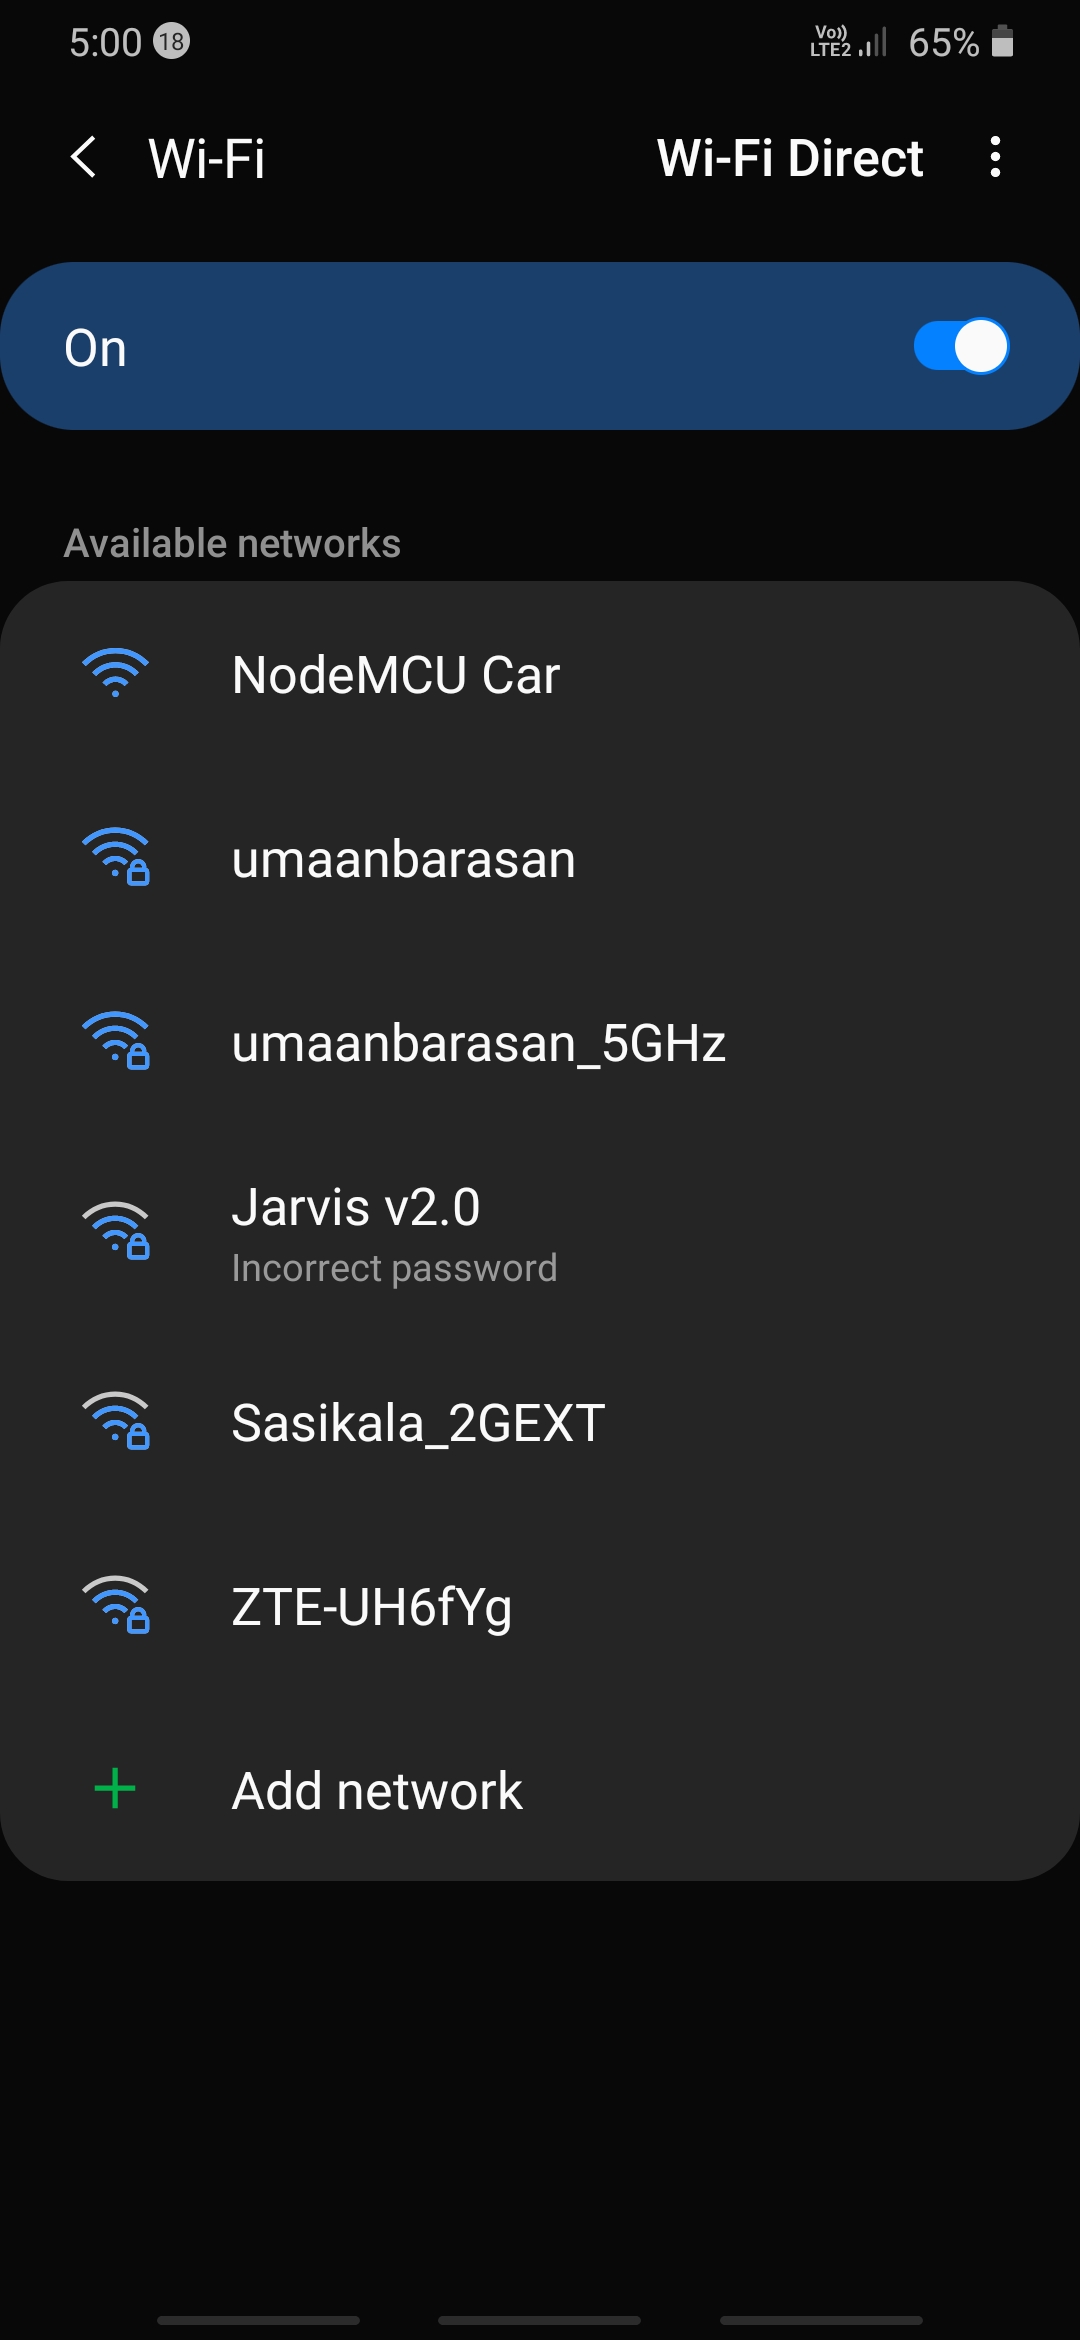 5:00 18 Vo)) LTE2 65%
Wi-Fi Wi-Fi Direct
On
Available networks
NodeMCU Car
umaanbarasan
umaanbarasan_5GHz
Jarvis v2.0
Incorrect password
Sasikala_2GEXT
ZTE-UH6fYg
Add network